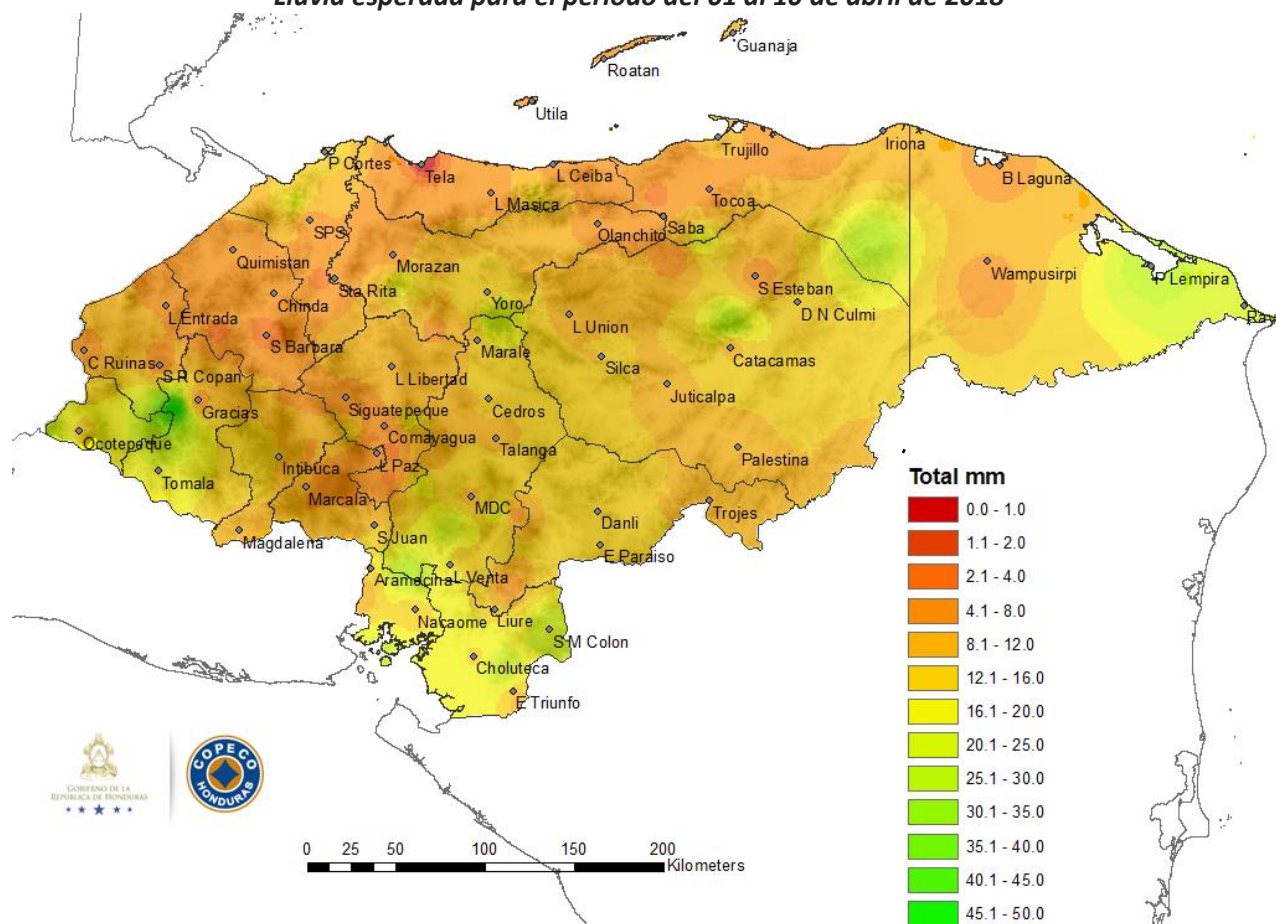 Lluvia esperada para el periodo del 01 al 10 de abril de 2018
Guanaja
Roatan
Utila
Trujillo
Iriona
P Cortes
Tela
L Ceiba
B Laguna
L Masica
Tocoa
SPS
Olanchito
Saba
Quimistan
Morazan
Wampusirpi
Sta Rita
S Esteban
P Lempira
Chinda
Yoro
D N Culmi
L Entrada
L Union
Ray
S Barbara
Marale
Catacamas
C Ruinas
Silca
S R Copan
L Libertad
Juticalpa
Gracias
Siguatepeque
Cedros
Comayagua
Ocotepeque
Talanga
Palestina
Intibuca
L Paz
Tomala
Marcala
MDC
Trojes
Danli
Magdalena
S Juan
E Paraiso
Aramecina
L Venta
Nacaome
Liure
S M Colon
Choluteca
E Triunfo
Total mm
0.0 - 1.0
1.1 - 2.0
2.1 - 4.0
4.1 - 8.0
8.1 - 12.0
12.1 - 16.0
16.1 - 20.0
20.1 - 25.0
25.1 - 30.0
30.1 - 35.0
35.1 - 40.0
40.1 - 45.0
45.1 - 50.0
GOBIERNO DE LA
REPÚBLICA DE HONDURAS
COPECO
HONDURAS
0 25 50 100 150 200
Kilometers